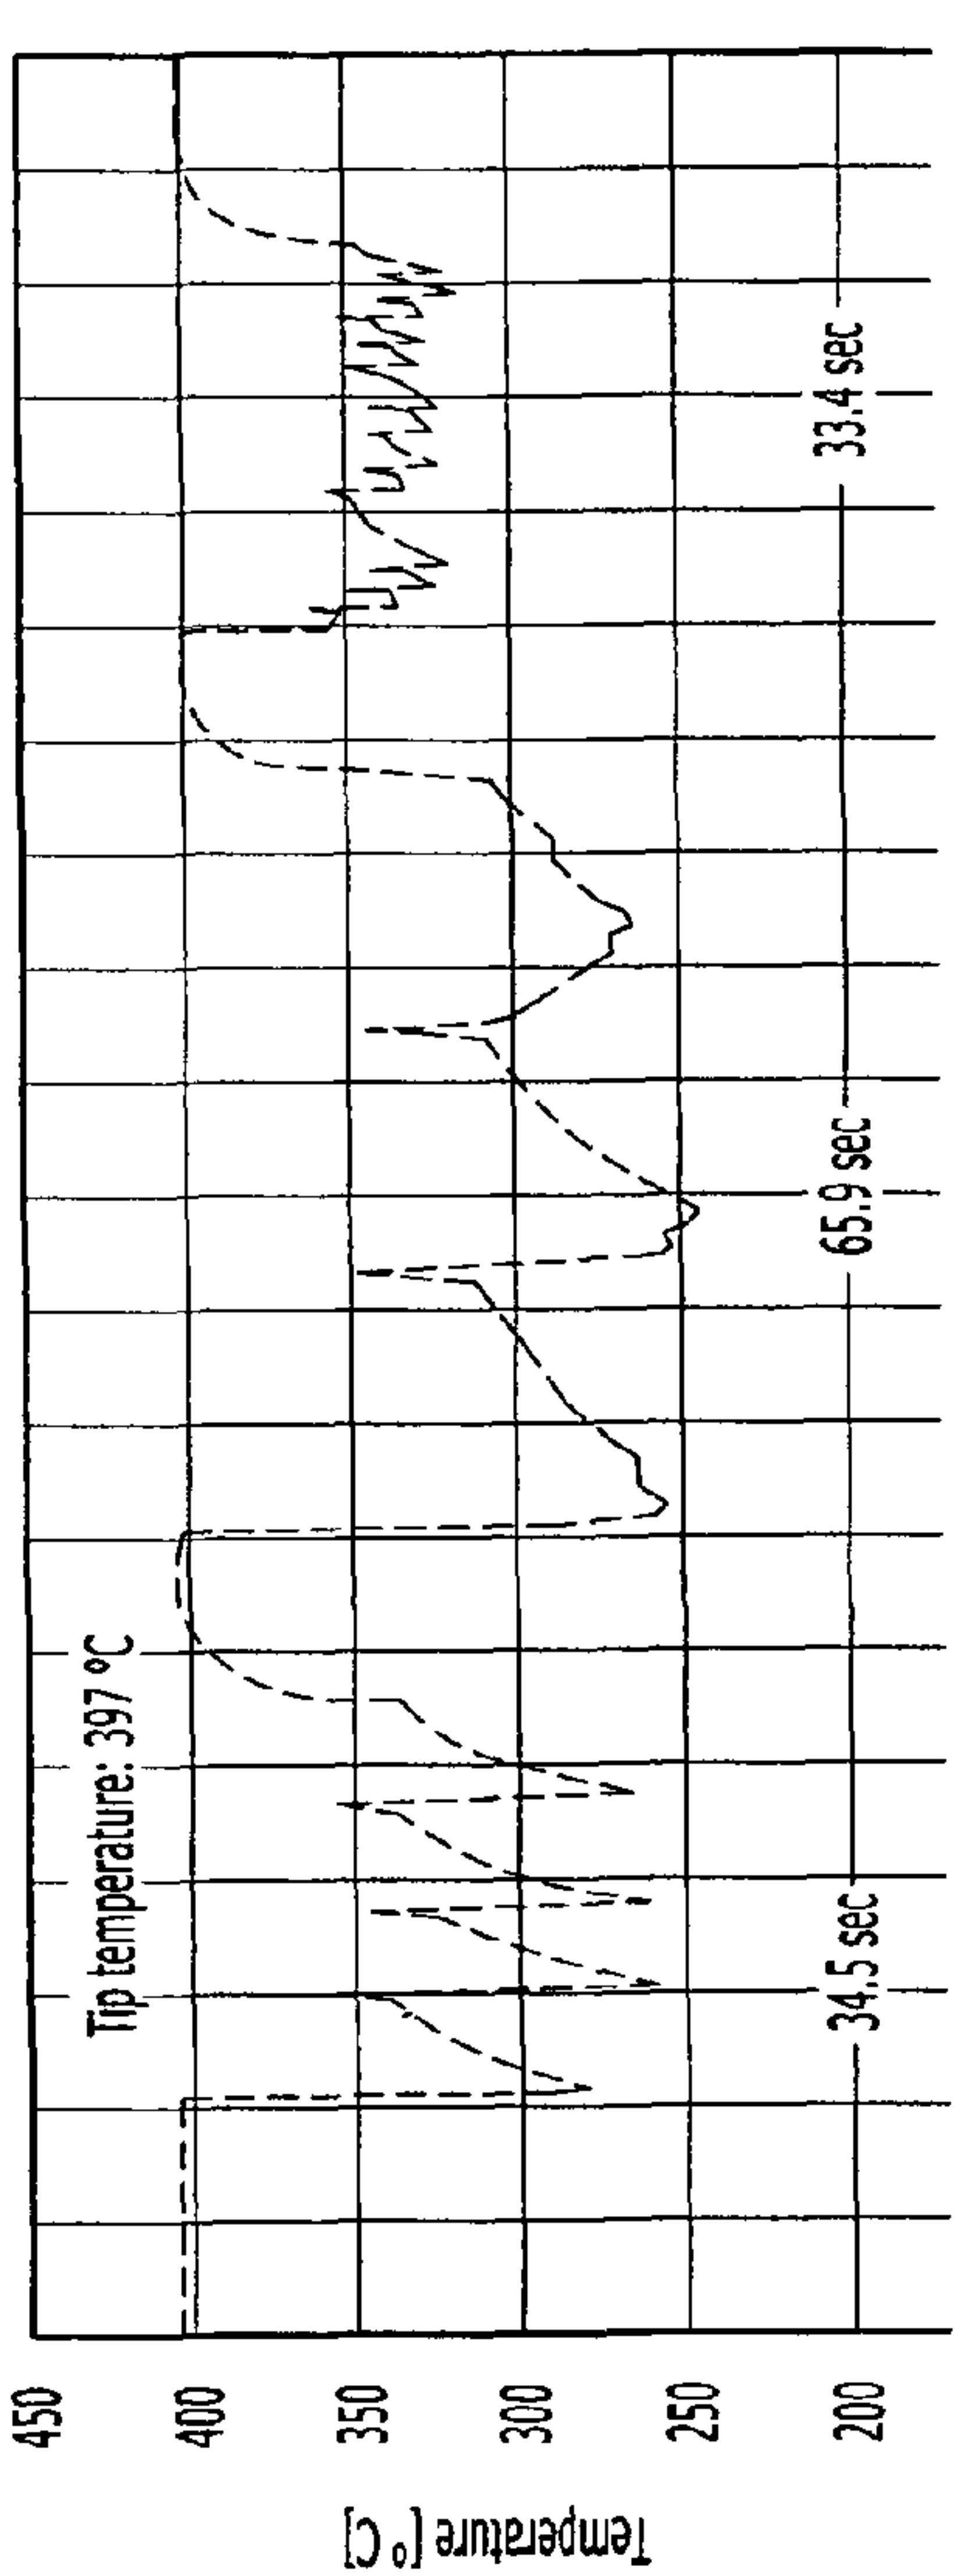 Temperature [°C]
450
400
350
300
250
200
Tip temperature: 397 °C
34.5 sec
65.9 sec
33.4 sec